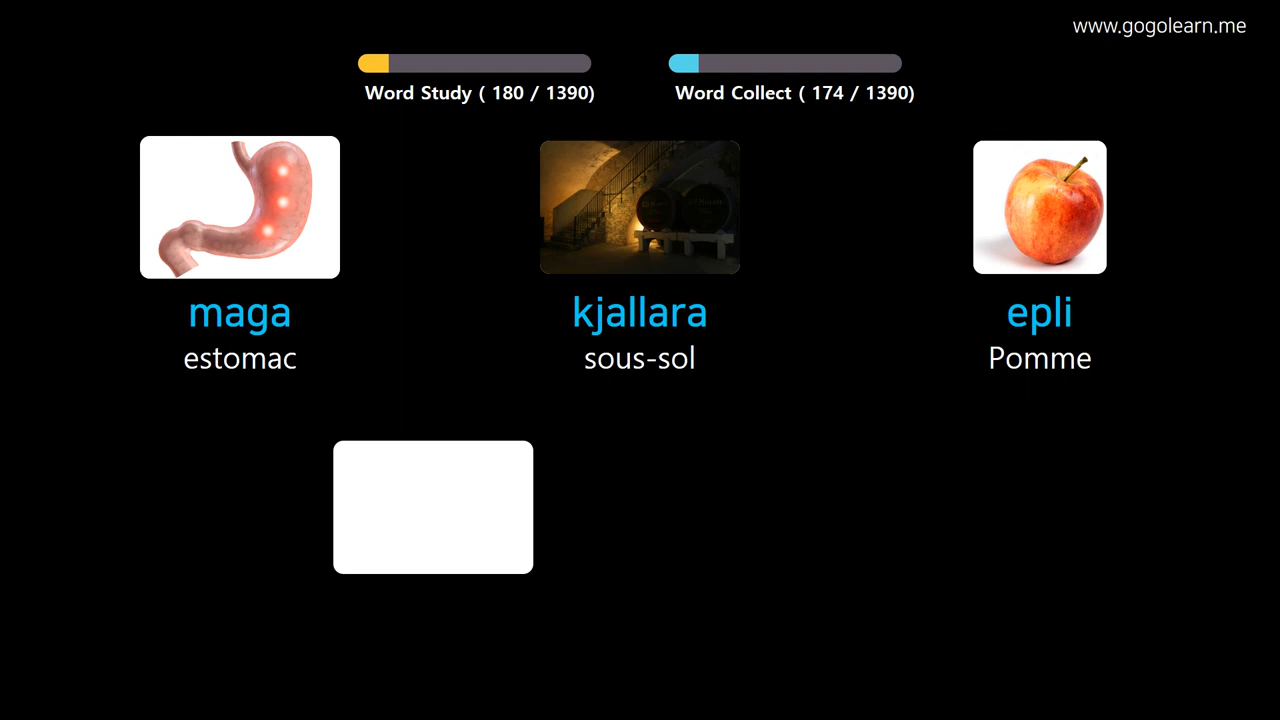 www.gogolearn.me
Word Study ( 180 / 1390)
Word Collect ( 174 / 1390)
maga
kjallara
epli
estomac
sous-sol
Pomme